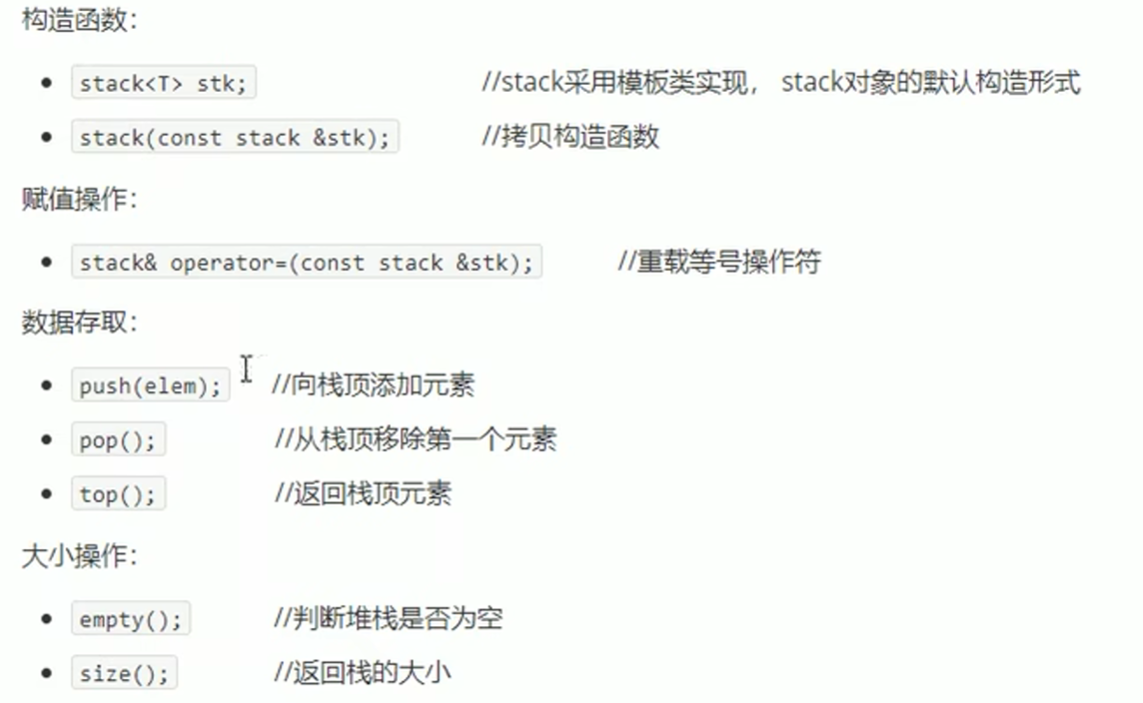 构造函数：
stack<T> stk; //stack采用模板类实现， stack对象的默认构造形式
stack(const stack &stk); //拷贝构造函数
赋值操作：
stack& operator=(const stack &stk); //重载等号操作符
数据存取：
push(elem); //向栈顶添加元素
pop(); //从栈顶移除第一个元素
top(); //返回栈顶元素
大小操作：
empty(); //判断堆栈是否为空
size(); //返回栈的大小